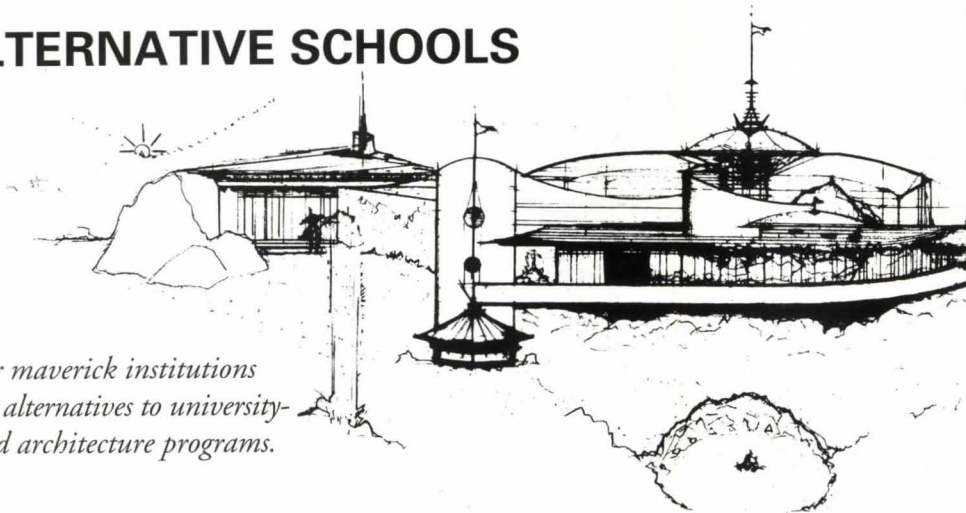 LTERNATIVE SCHOOLS
r maverick institutions
alternatives to university-
d architecture programs.